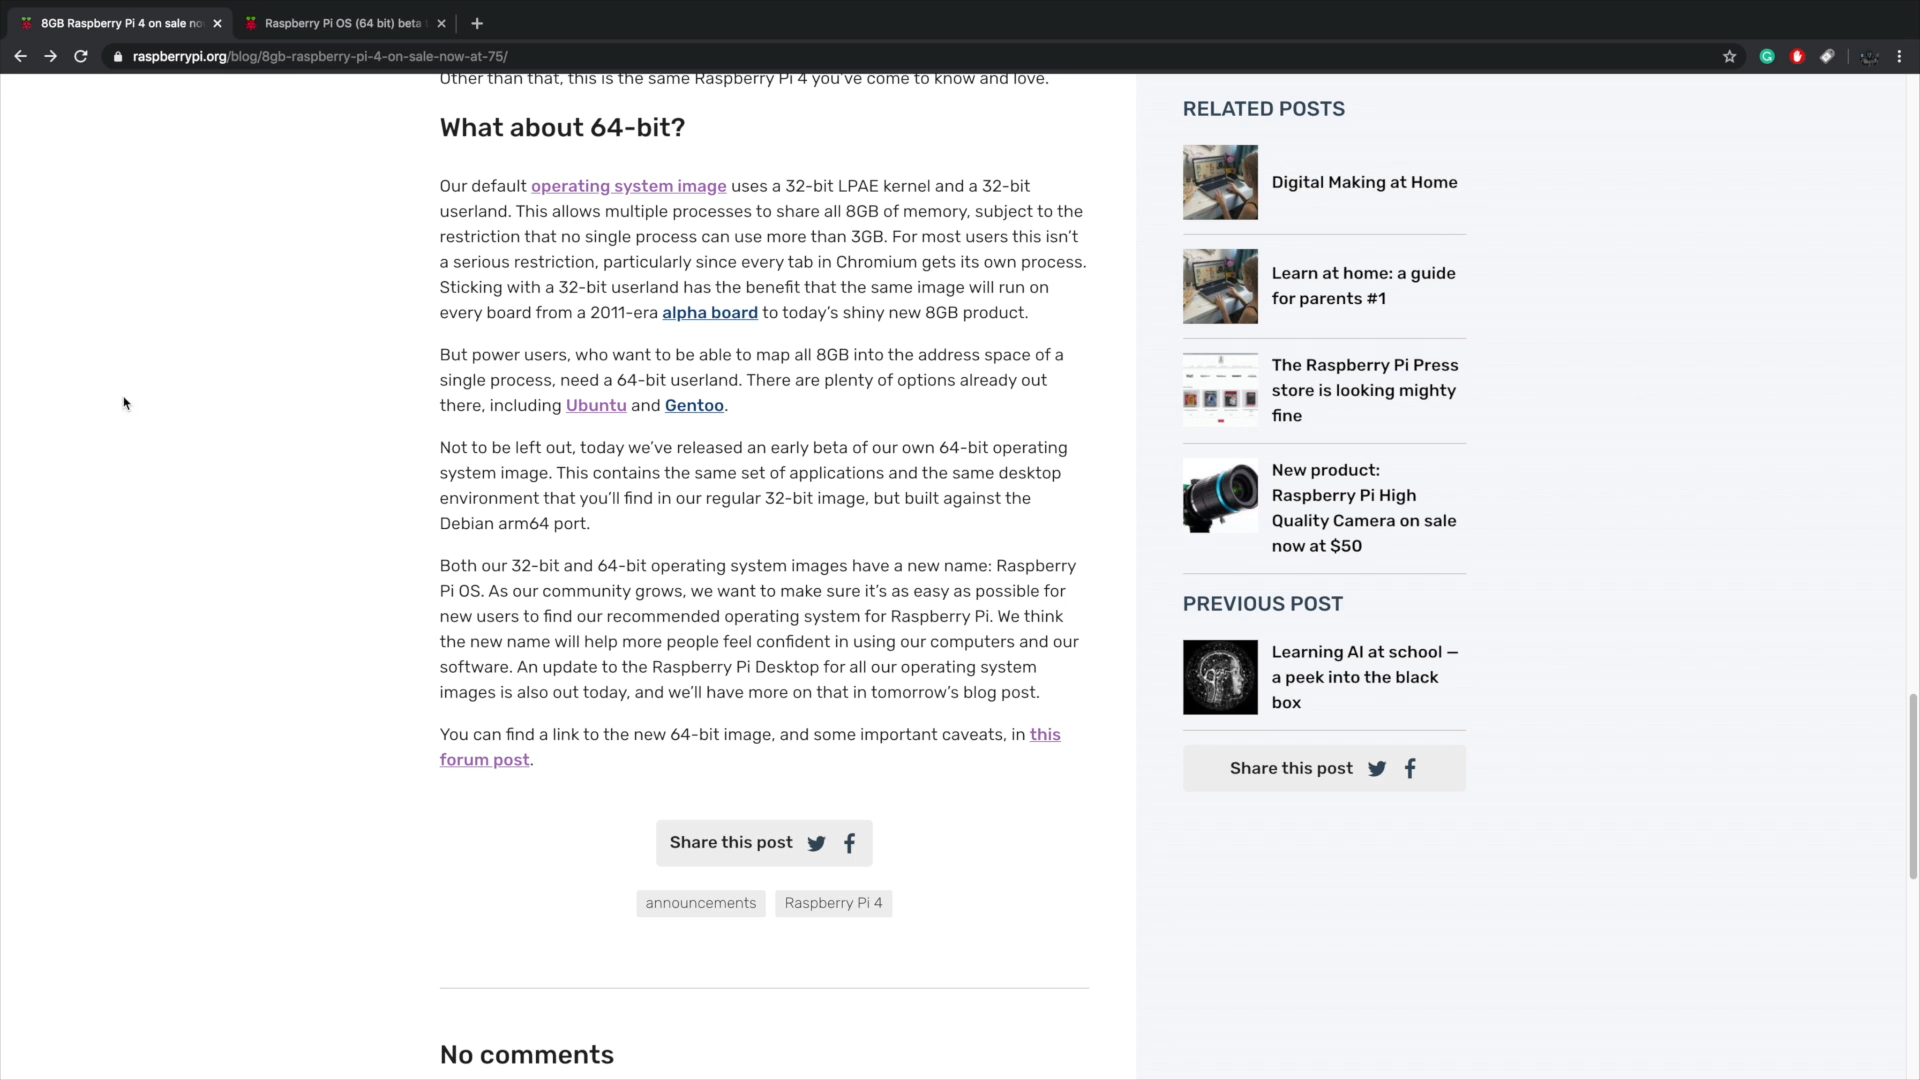 8GB Raspberry Pi 4 on sale no
Raspberry Pi OS (64 bit) beta
raspberrypi.org/blog/8gb-raspberry-pi-4-on-sale-now-at-75/
Other than that, this is the same Raspberry Pi 4 you've come to know and love.
What about 64-bit?
Our default operating system image uses a 32-bit LPAE kernel and a 32-bit
userland. This allows multiple processes to share all 8GB of memory, subject to the
restriction that no single process can use more than 3GB. For most users this isn't
a serious restriction, particularly since every tab in Chromium gets its own process.
Sticking with a 32-bit userland has the benefit that the same image will run on
every board from a 2011-era alpha board to today's shiny new 8GB product.
But power users, who want to be able to map all 8GB into the address space of a
single process, need a 64-bit userland. There are plenty of options already out
there, including Ubuntu and Gentoo.
Not to be left out, today we've released an early beta of our own 64-bit operating
system image. This contains the same set of applications and the same desktop
environment that you'll find in our regular 32-bit image, but built against the
Debian arm64 port.
Both our 32-bit and 64-bit operating system images have a new name: Raspberry
Pi OS. As our community grows, we want to make sure it's as easy as possible for
new users to find our recommended operating system for Raspberry Pi. We think
the new name will help more people feel confident in using our computers and our
software. An update to the Raspberry Pi Desktop for all our operating system
images is also out today, and we'll have more on that in tomorrow's blog post.
You can find a link to the new 64-bit image, and some important caveats, in this
forum post.
Share this post
announcements
Raspberry Pi 4
No comments
RELATED POSTS
Digital Making at Home
Learn at home: a guide
for parents #1
The Raspberry Pi Press
store is looking mighty
fine
New product:
Raspberry Pi High
Quality Camera on sale
now at $50
PREVIOUS POST
Learning AI at school –
a peek into the black
box
Share this post